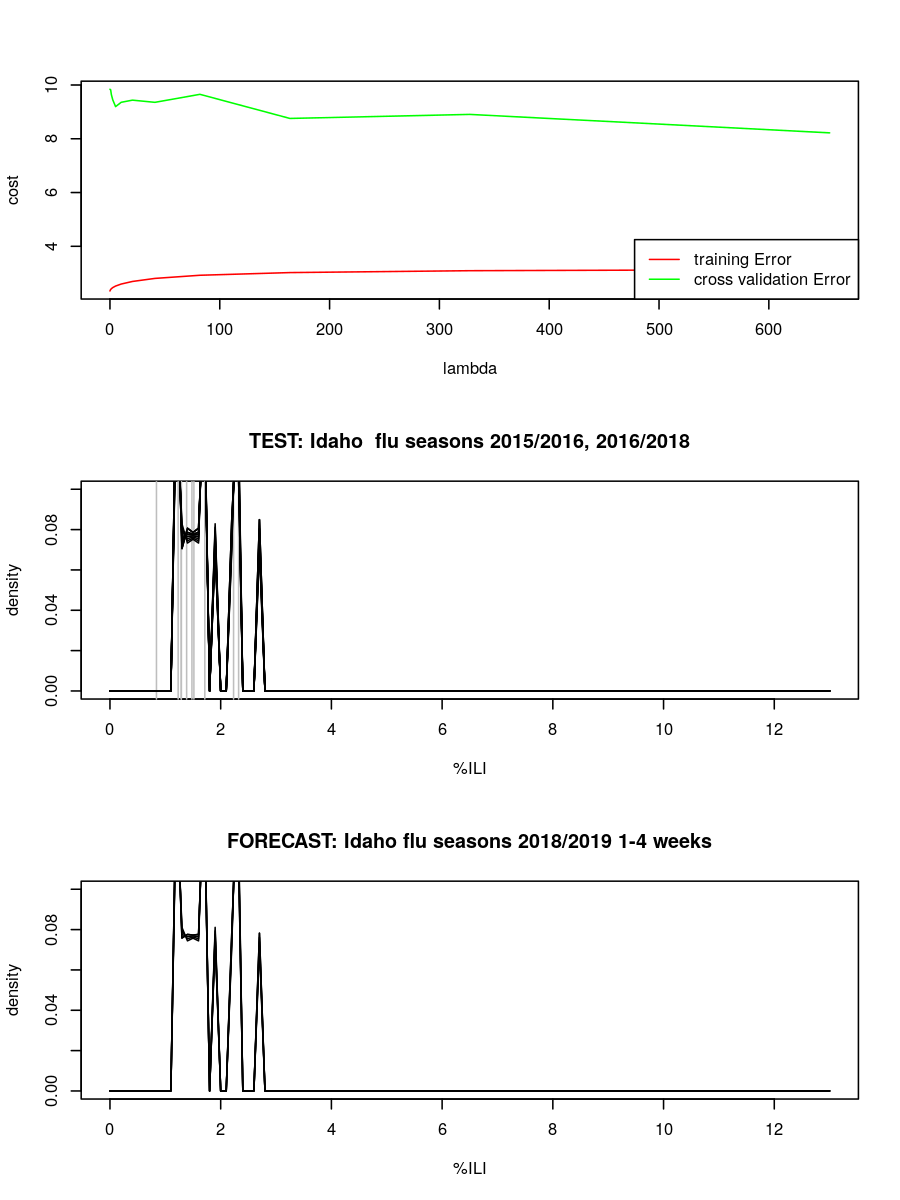 10
8
6
4
cost
training Error
cross validation Error
0 100 200 300 400 500 600
lambda
TEST: Idaho  flu seasons 2015/2016, 2016/2018
0.08
0.04
0.00
density
0 2 4 6 8 10 12
%ILI
FORECAST: Idaho flu seasons 2018/2019 1-4 weeks
0.08
0.04
0.00
density
0 2 4 6 8 10 12
%ILI